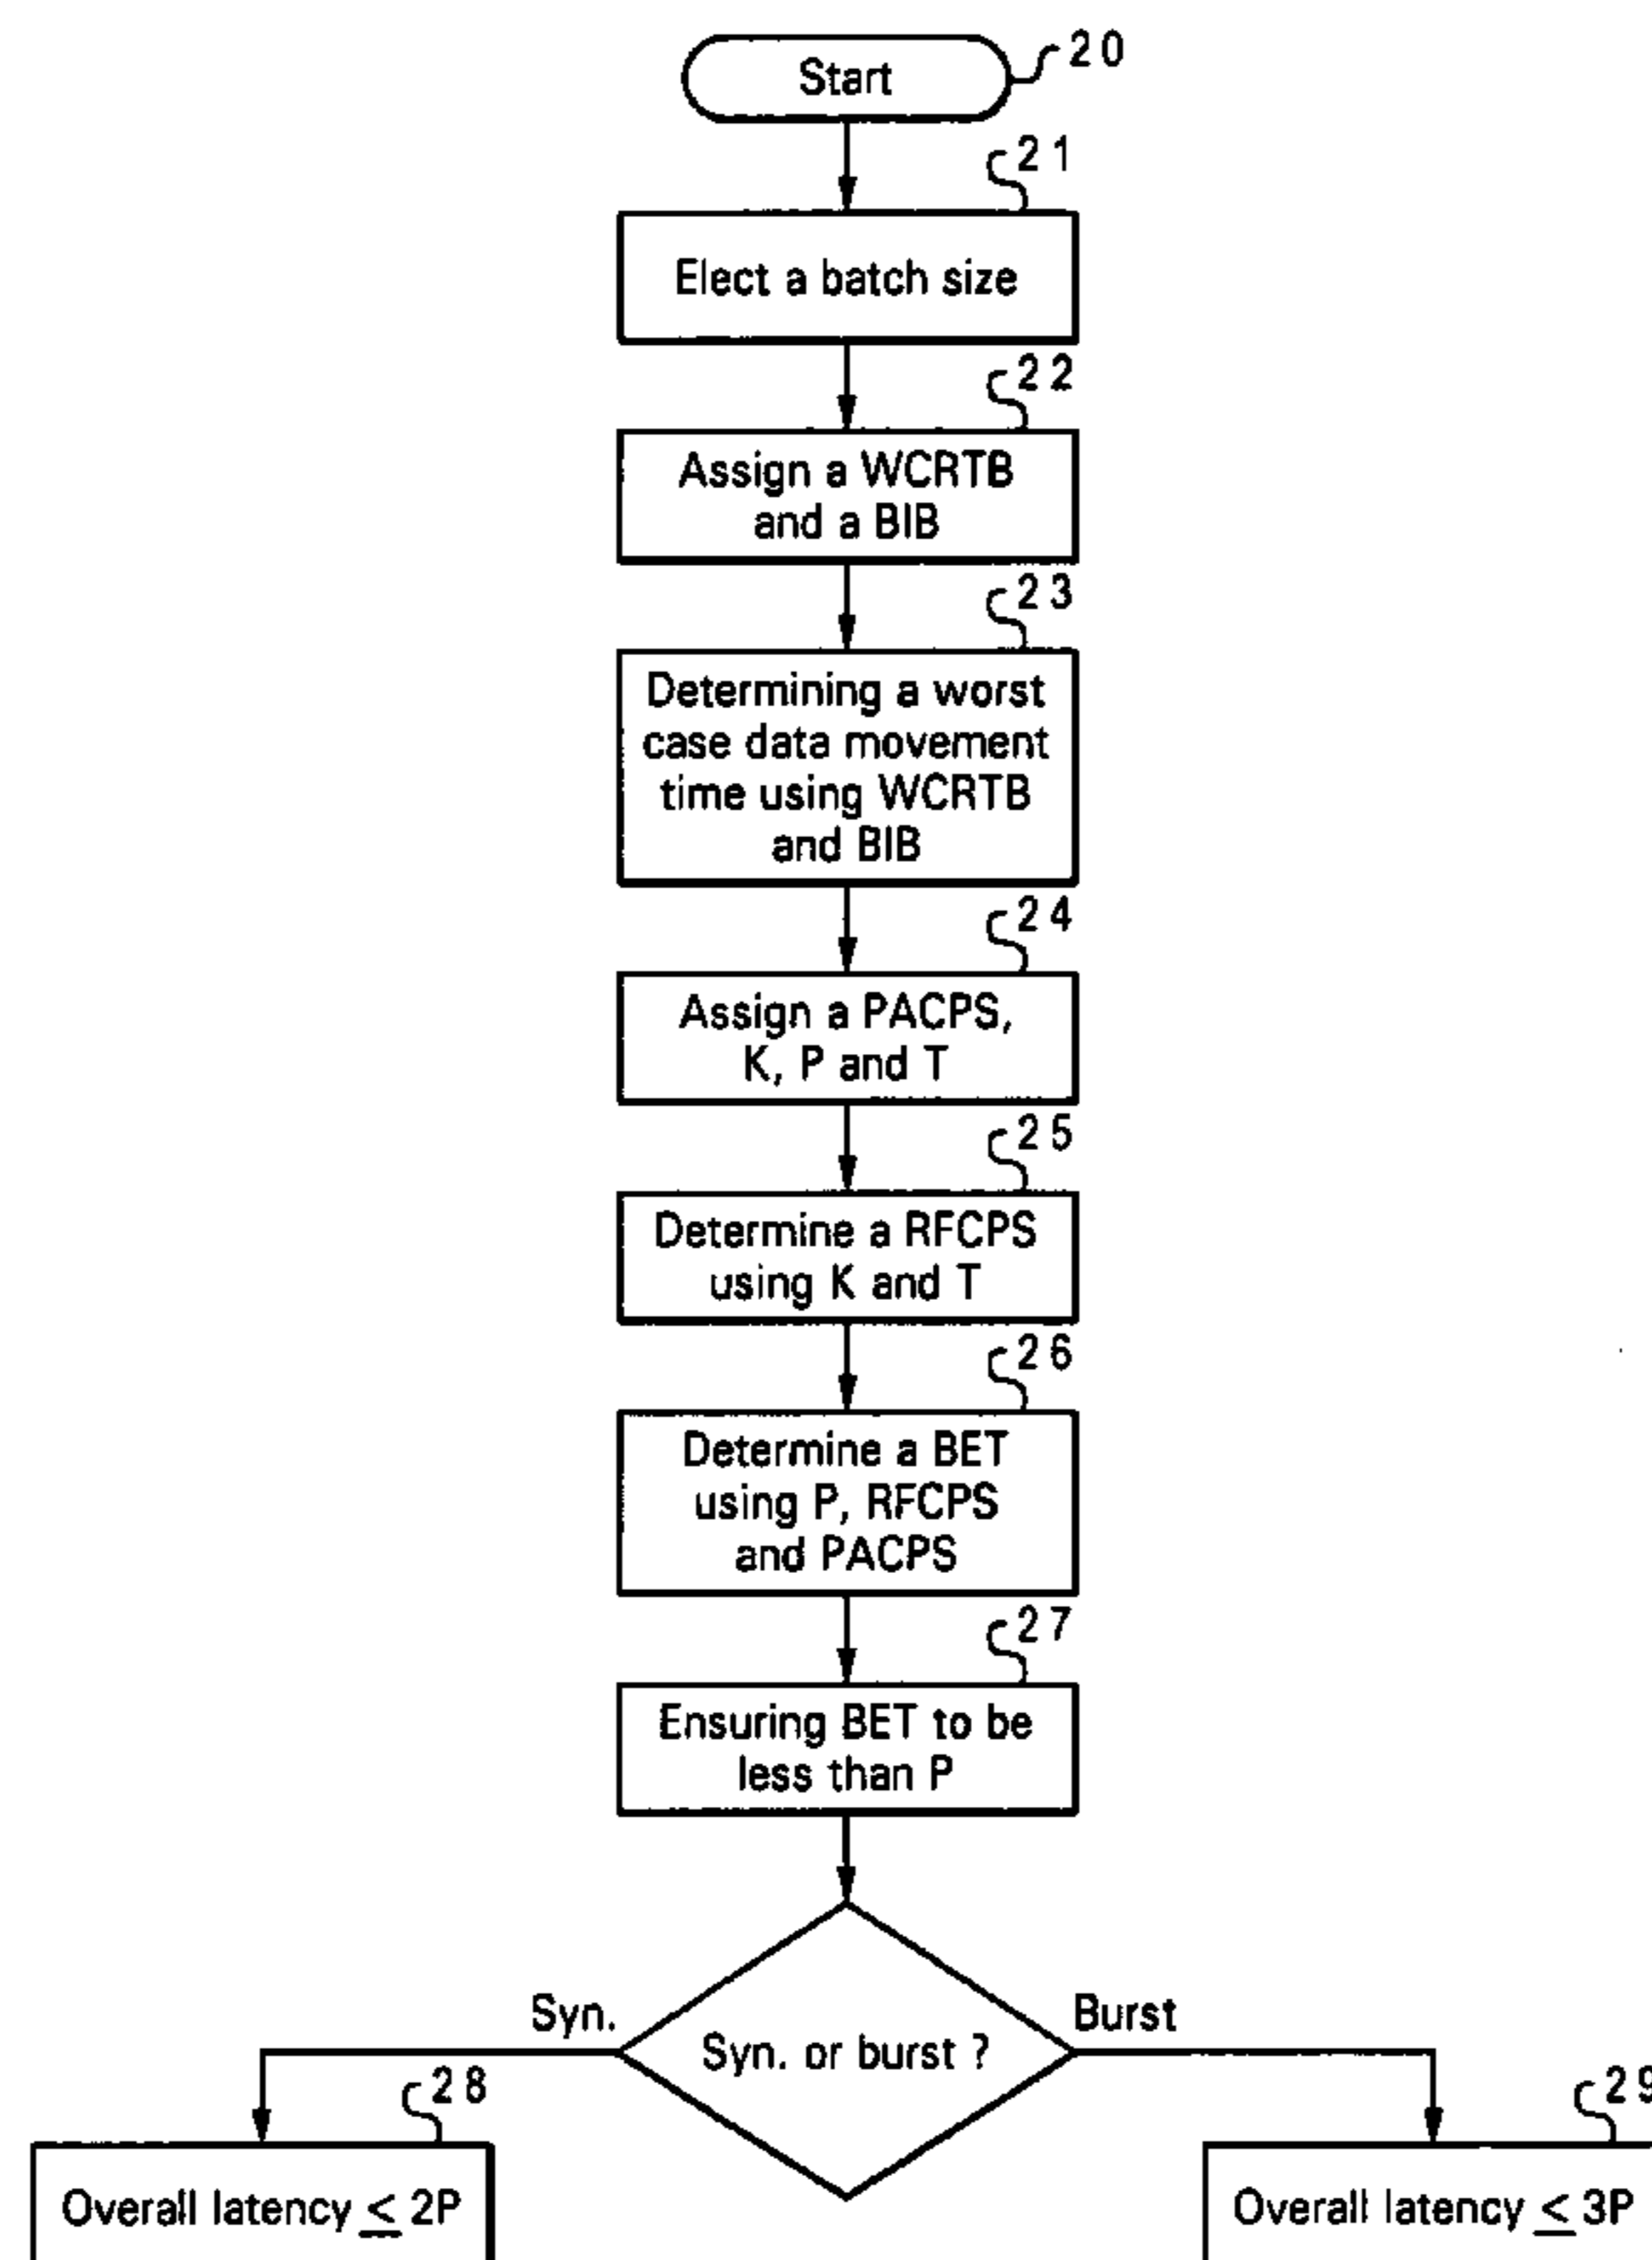 Start
20
21
Elect a batch size
22
Assign a WCRTB
and a BIB
23
Determining a worst
case data movement
time using WCRTB
and BIB
24
Assign a PACPS,
K, P and T
25
Determine a RFCPS
using K and T
26
Determine a BET
using P, RFCPS
and PACPS
27
Ensuring BET to be
less than P
Syn.
Syn. or burst ?
Burst
28
Overall latency ≤ 2P
29
Overall latency ≤ 3P